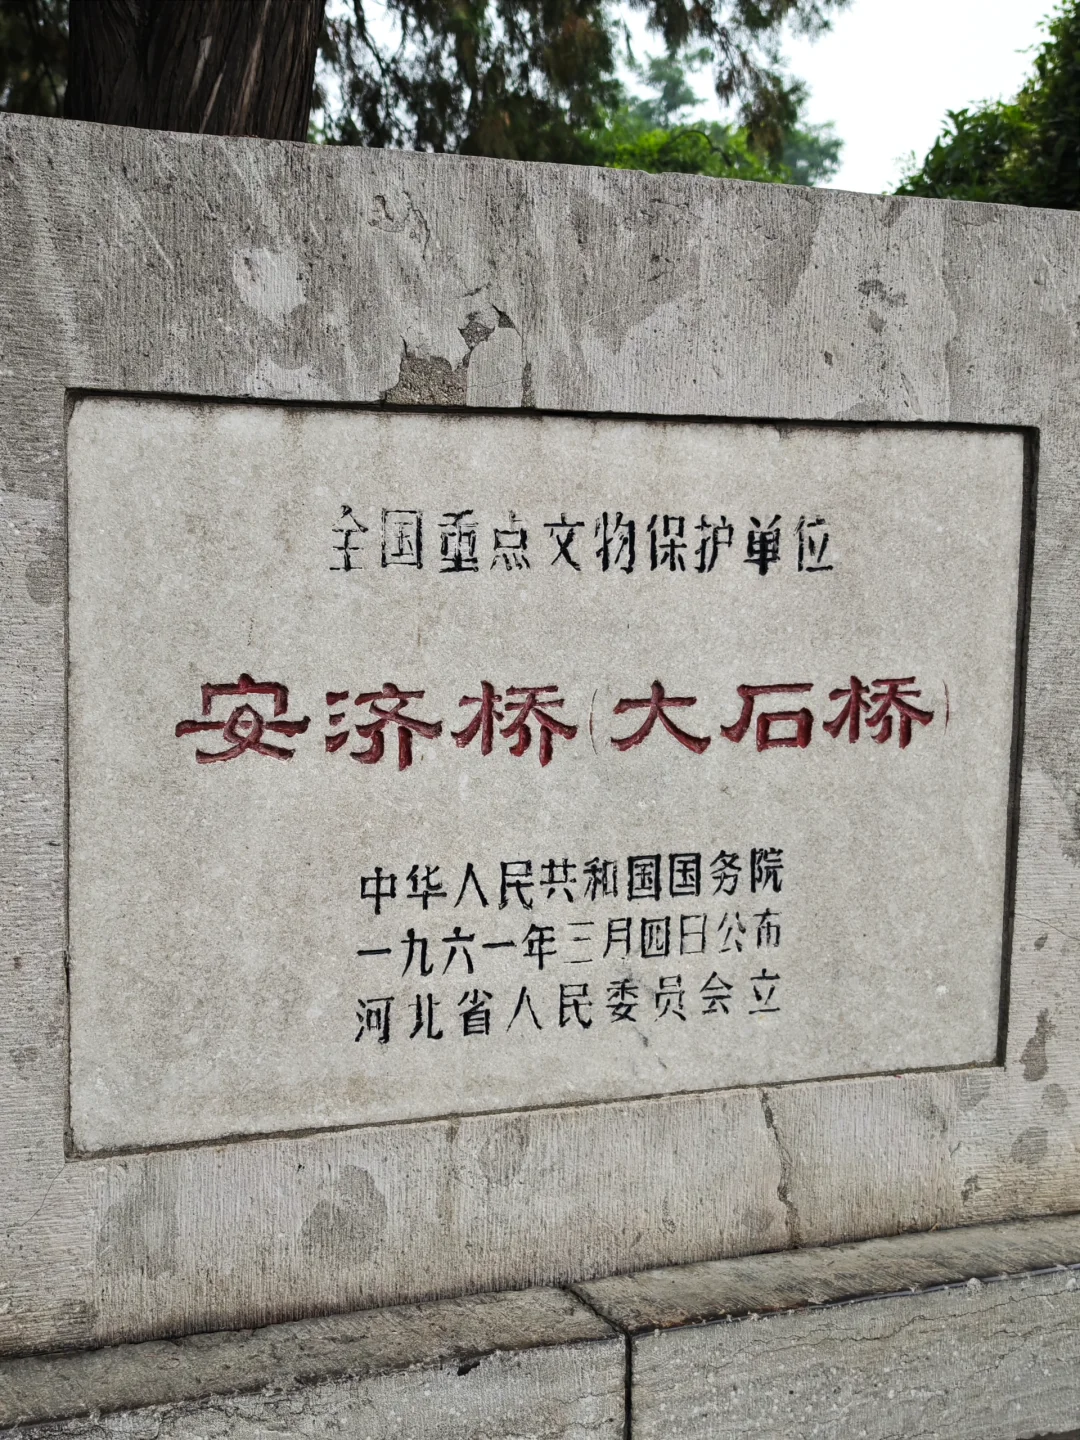 全国重点文物保护单位
安济桥(大石桥)
中华人民共和国国务院
一九六一年三月四日公布
河北省人民委员会立